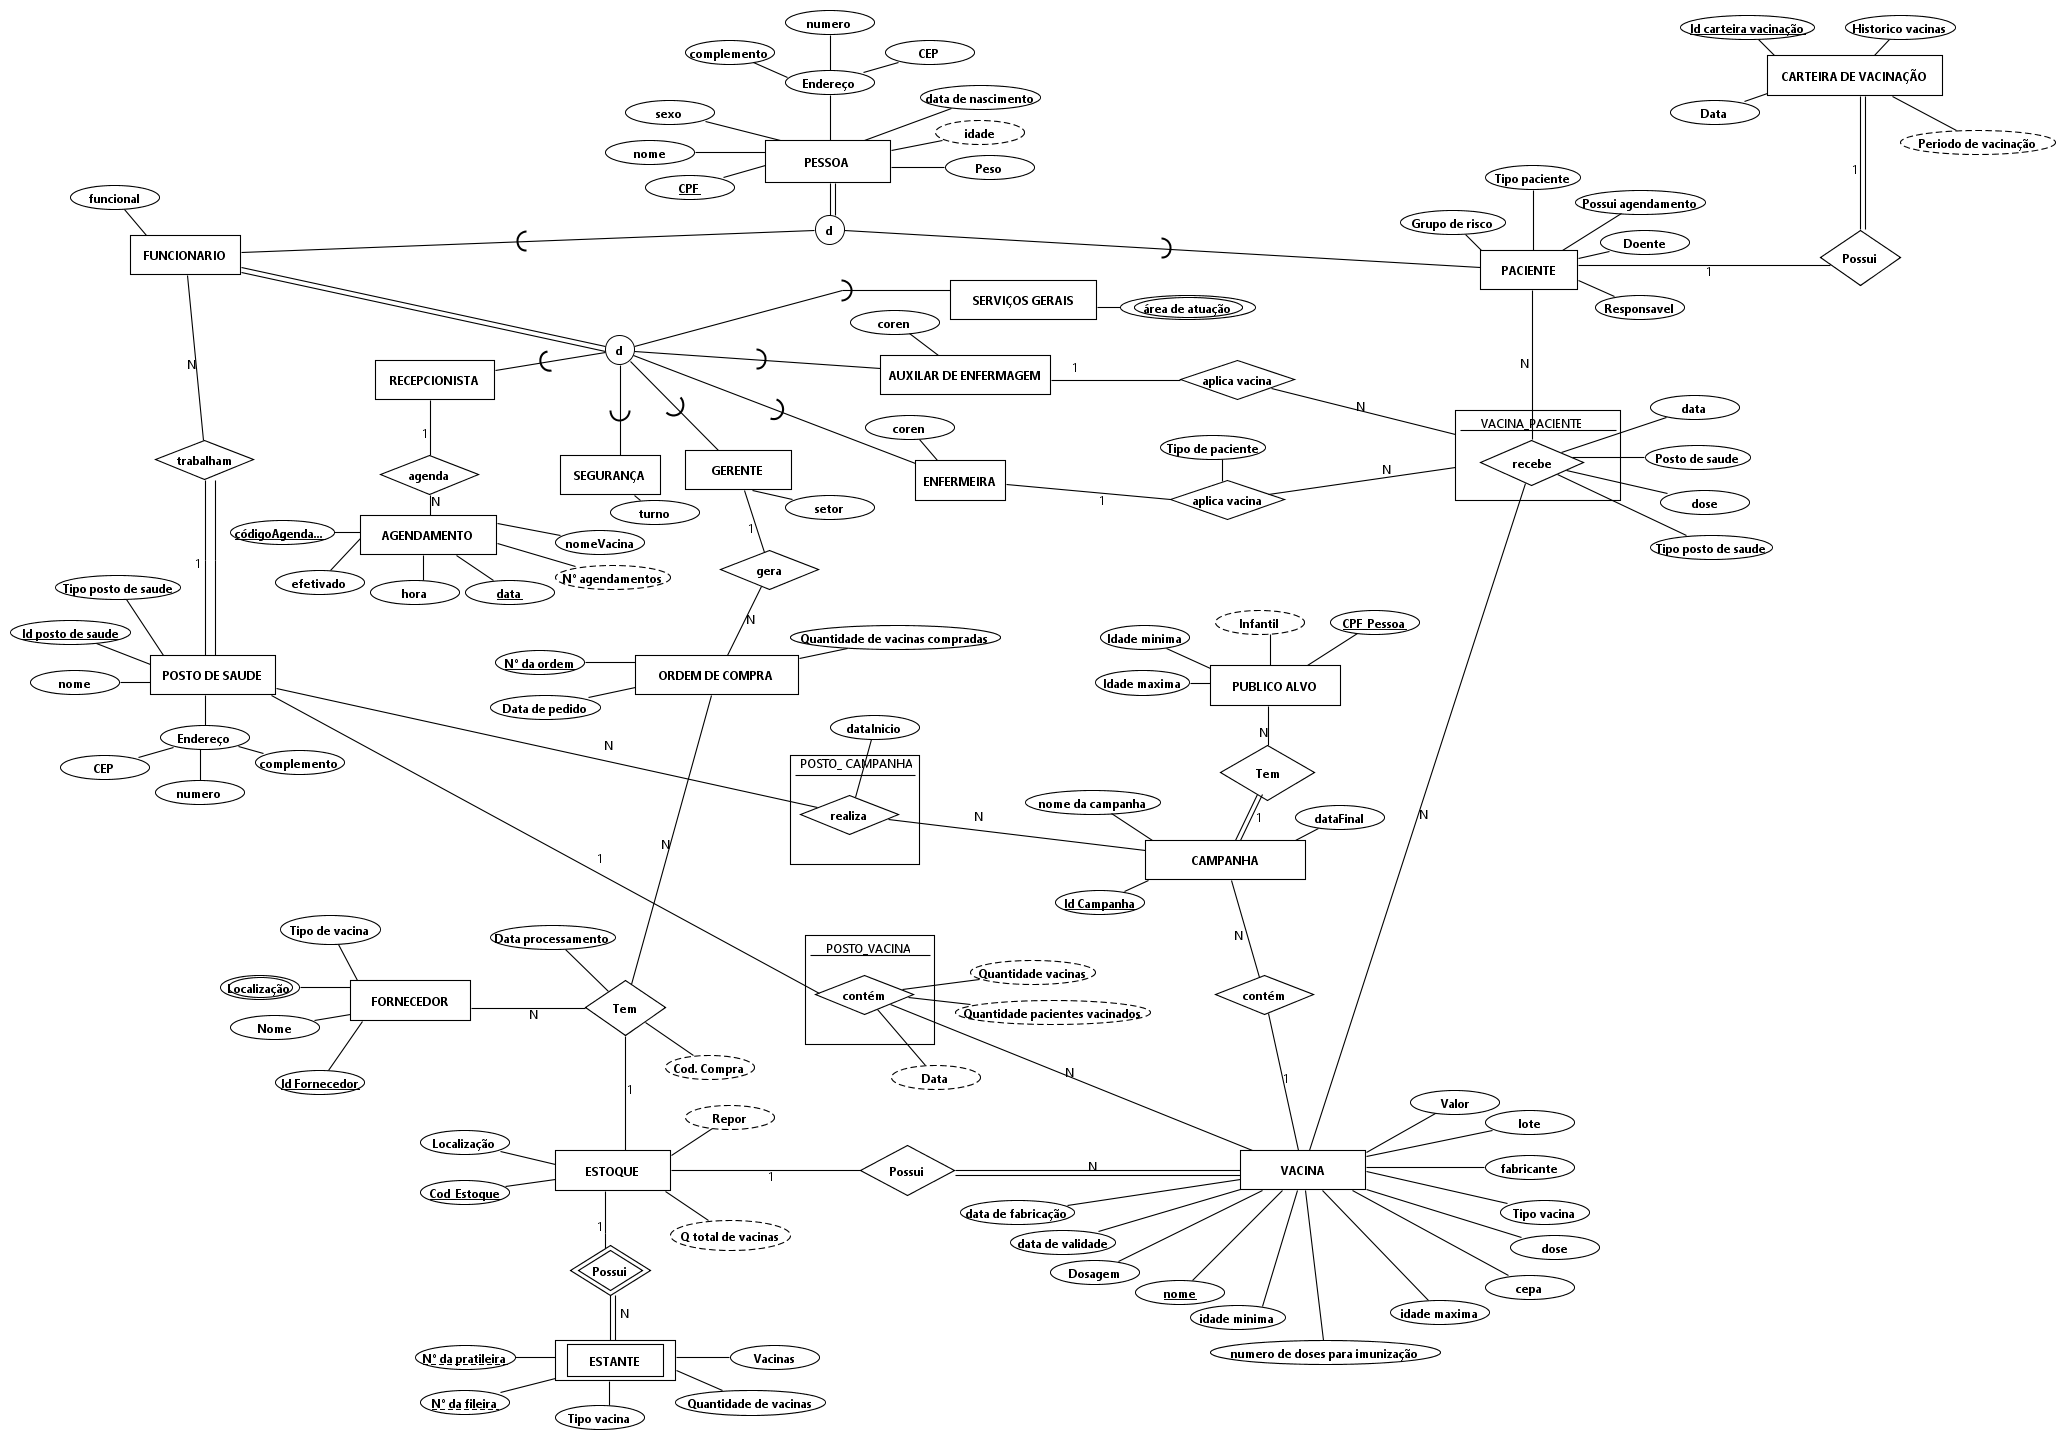 numero
complemento
CEP
Endereço
data de nascimento
sexo
idade
nome
PESSOA
Peso
CPF
d
Id carteira vacinação
Historico vacinas
CARTEIRA DE VACINAÇÃO
Data
Periodo de vacinação
1
Possui
1
Tipo paciente
Possui agendamento
Grupo de risco
Doente
PACIENTE
Responsavel
N
funcional
FUNCIONARIO
N
trabalham
1
SERVIÇOS GERAIS
área de atuação
coren
d
AUXILAR DE ENFERMAGEM
1
aplica vacina
N
RECEPCIONISTA
1
agenda
N
AGENDAMENTO
códigoAgenda...
efetivado
hora
data
nomeVacina
N° agendamentos
SEGURANÇA
turno
GERENTE
setor
1
gera
N
coren
ENFERMEIRA
1
Tipo de paciente
aplica vacina
N
VACINA_PACIENTE
recebe
data
Posto de saude
dose
Tipo posto de saude
N
Tipo posto de saude
Id posto de saude
nome
POSTO DE SAUDE
Endereço
CEP
complemento
numero
N° da ordem
Quantidade de vacinas compradas
ORDEM DE COMPRA
Data de pedido
N
N
dataInicio
POSTO_ CAMPANHA
realiza
N
Infantil
CPF_Pessoa
Idade minima
Idade maxima
PUBLICO ALVO
N
Tem
1
nome da campanha
dataFinal
CAMPANHA
Id Campanha
N
contém
1
1
Tipo de vacina
Localização
FORNECEDOR
Nome
Id Fornecedor
N
Data processamento
Tem
Cod. Compra
1
POSTO_VACINA
contém
Quantidade vacinas
Quantidade pacientes vacinados
Data
N
Repor
Localização
ESTOQUE
Cod_Estoque
Q total de vacinas
1
Possui
N
1
Possui
N
N° da pratileira
ESTANTE
Vacinas
N° da fileira
Tipo vacina
Quantidade de vacinas
VACINA
Valor
lote
fabricante
Tipo vacina
dose
cepa
idade maxima
numero de doses para imunização
idade minima
nome
Dosagem
data de validade
data de fabricação